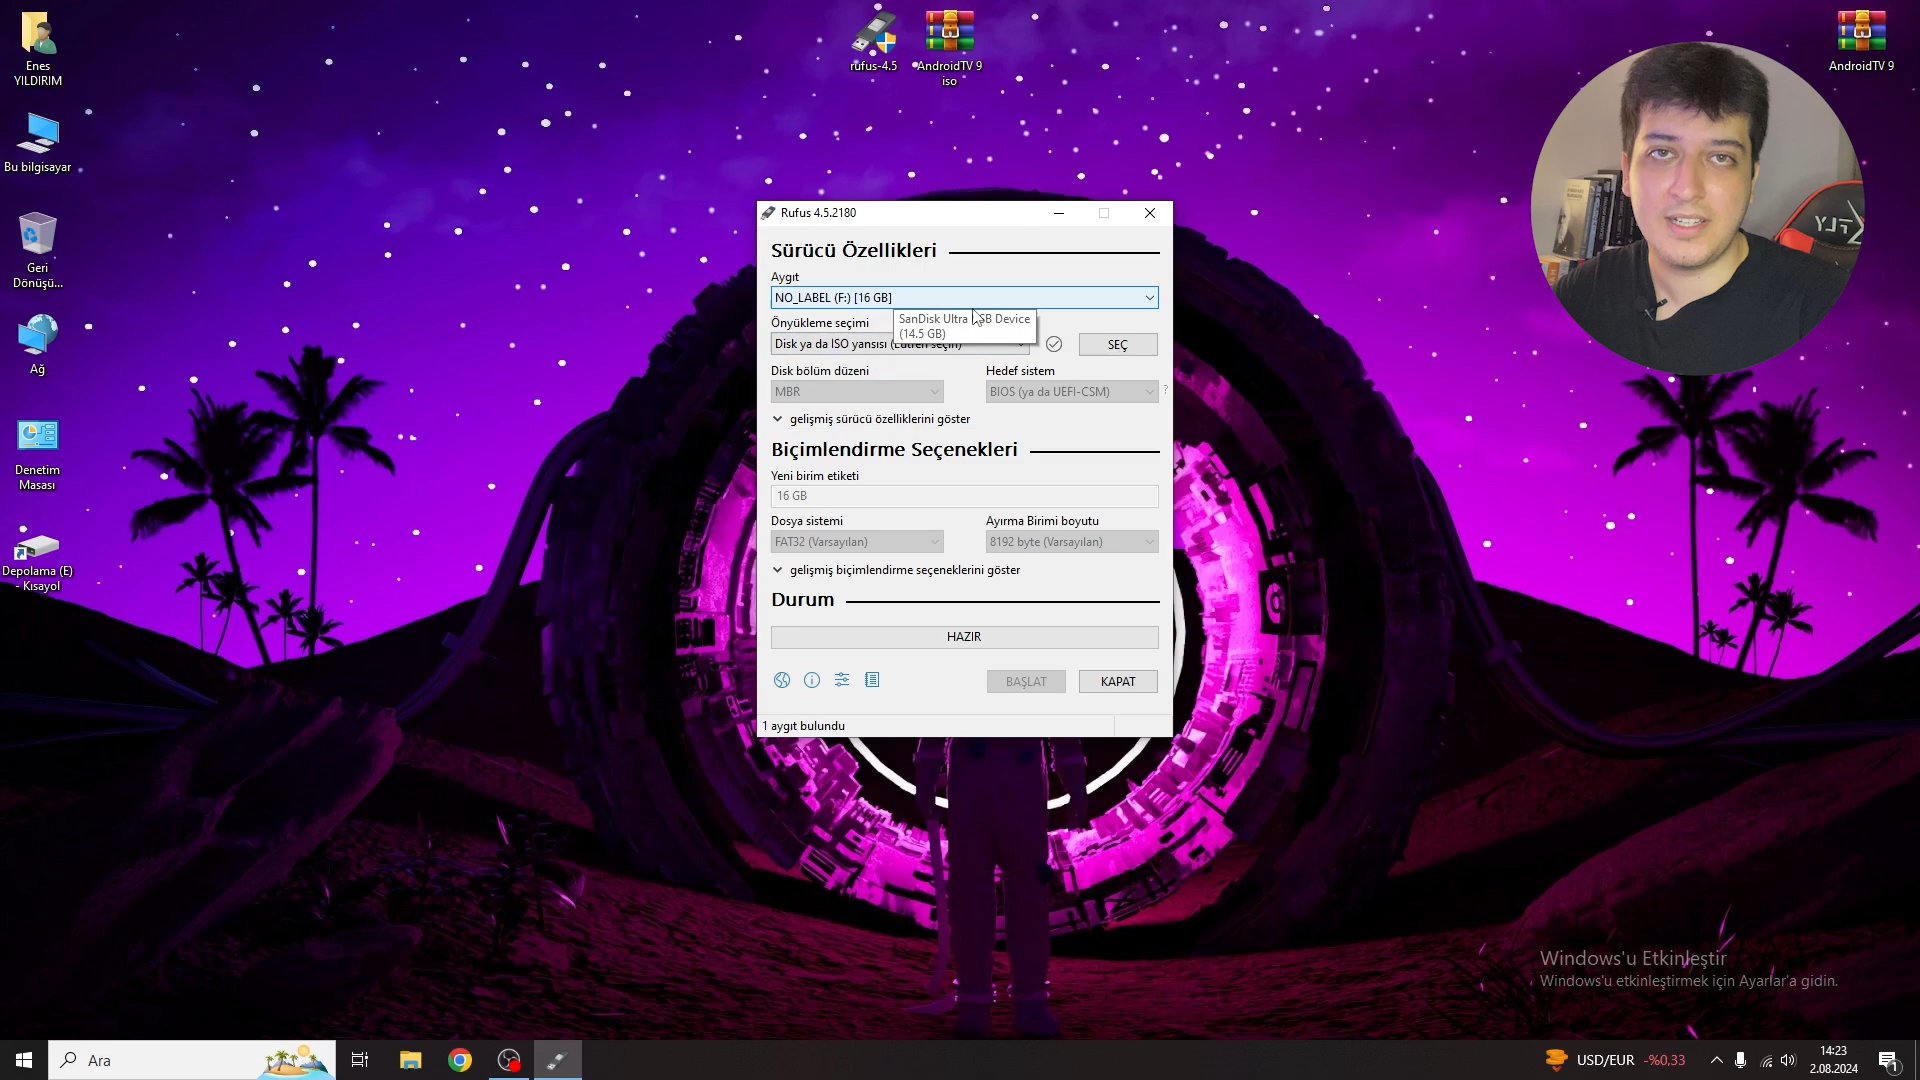 Enes
YILDIRIM
Bu bilgisayar
Geri
Dönüşü...
Ağ
Denetim
Masası
Depolama (E)
- Kısayol
rufus-4.5
AndroidTV 9
iso
AndroidTV 9
Rufus 4.5.2180
Sürücü Özellikleri
Aygıt
NO_LABEL (F:) [16 GB]
Önyükleme seçimi
SanDisk Ultra USB Device
(14.5 GB)
Disk ya da ISO yansısı (Lütfen seçin)
SEÇ
Disk bölüm düzeni
Hedef sistem
MBR
BIOS (ya da UEFI-CSM)
?
gelişmiş sürücü özelliklerini göster
Biçimlendirme Seçenekleri
Yeni birim etiketi
16 GB
Dosya sistemi
Ayırma Birimi boyutu
FAT32 (Varsayılan)
8192 byte (Varsayılan)
gelişmiş biçimlendirme seçeneklerini göster
Durum
HAZIR
BAŞLAT
KAPAT
1 aygıt bulundu
Windows'u Etkinleştir
Windows'u etkinleştirmek için Ayarlar'a gidin.
Ara
USD/EUR -%0,33
14:23
2.08.2024
1